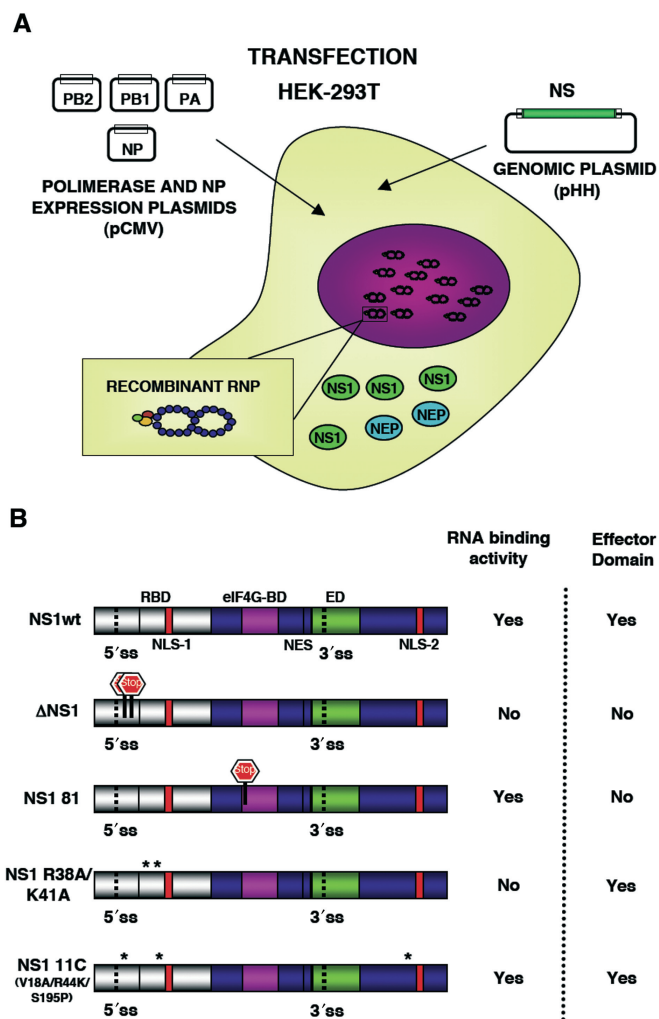 A
TRANSFECTION
HEK-293T
PB2 PB1 PA
NP
POLIMERASE AND NP
EXPRESSION PLASMIDS
(pCMV)
NS
GENOMIC PLASMID
(pHH)
RECOMBINANT RNP
NS1 NS1 NS1
NS1 NEP NEP
B
RNA binding
activity
Effector
Domain
RBD eIF4G-BD ED
NS1wt Yes Yes
NLS-1 NES NLS-2
5′ss 3′ss
Stop
ΔNS1 No No
5′ss 3′ss
Stop
NS1 81 Yes No
5′ss 3′ss
* *
NS1 R38A/
K41A No Yes
5′ss 3′ss
* * *
NS1 11C
(V18A/R44K/
S195P) Yes Yes
5′ss 3′ss